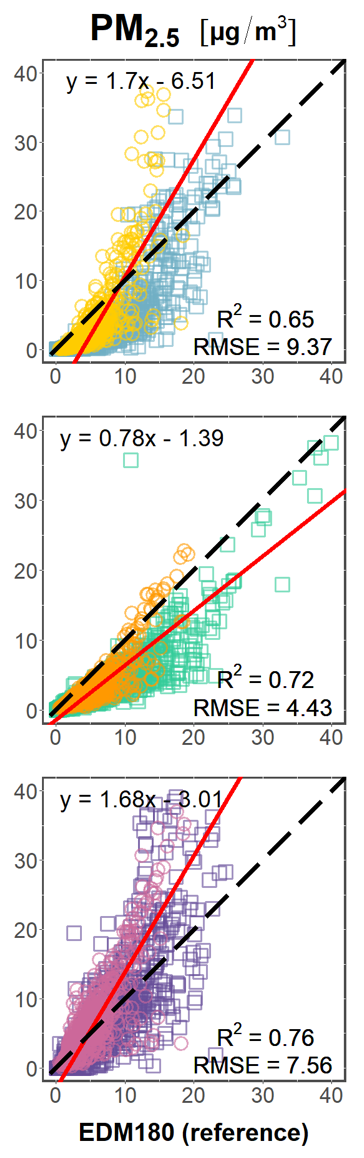 PM2.5 [µg/m³]
40
y = 1.7x - 6.51
30
20
10
R² = 0.65
0
RMSE = 9.37
0 10 20 30 40
40
y = 0.78x - 1.39
30
20
10
R² = 0.72
0
RMSE = 4.43
0 10 20 30 40
40
y = 1.68x - 3.01
30
20
10
R² = 0.76
0
RMSE = 7.56
0 10 20 30 40
EDM180 (reference)